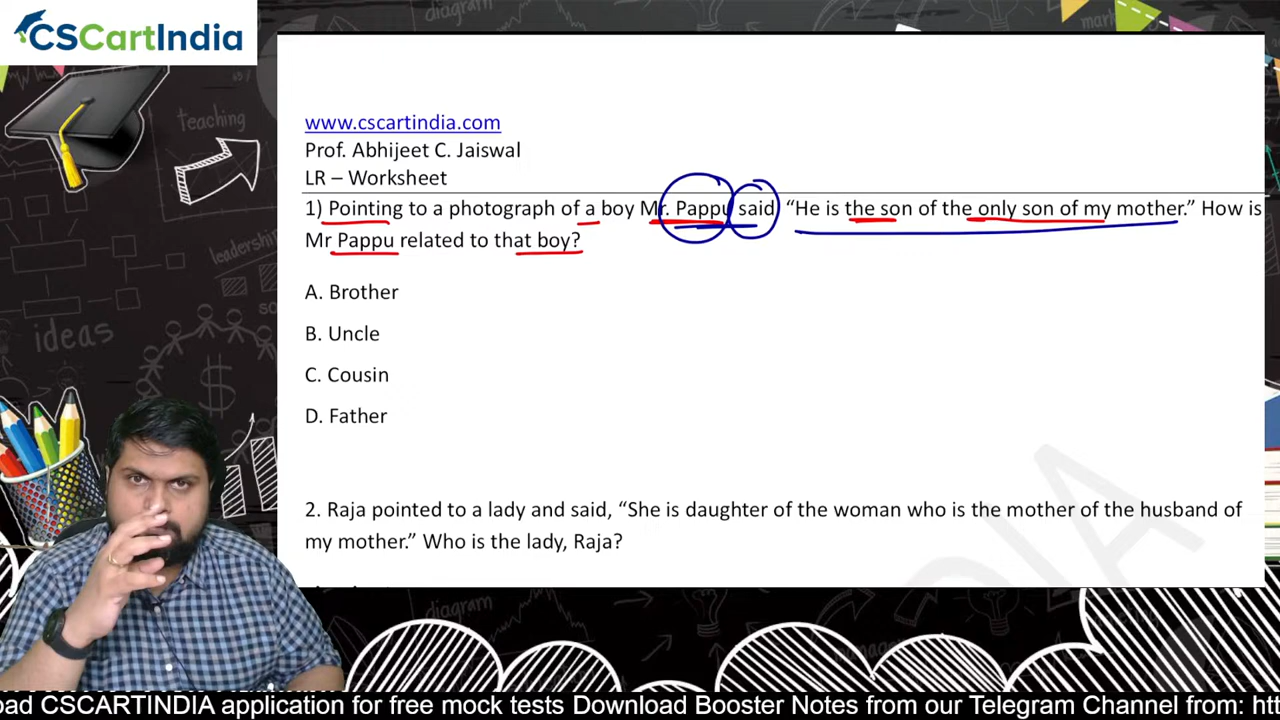 CSCartIndia
www.cscartindia.com
Prof. Abhijeet C. Jaiswal
LR – Worksheet
1) Pointing to a photograph of a boy Mr. Pappu said, “He is the son of the only son of my mother.” How is
Mr Pappu related to that boy?
A. Brother
B. Uncle
C. Cousin
D. Father
2. Raja pointed to a lady and said, “She is daughter of the woman who is the mother of the husband of
my mother.” Who is the lady, Raja?
teaching
ideas
diagram
diagram
oad CSCARTINDIA application for free mock tests Download Booster Notes from our Telegram Channel from: htt